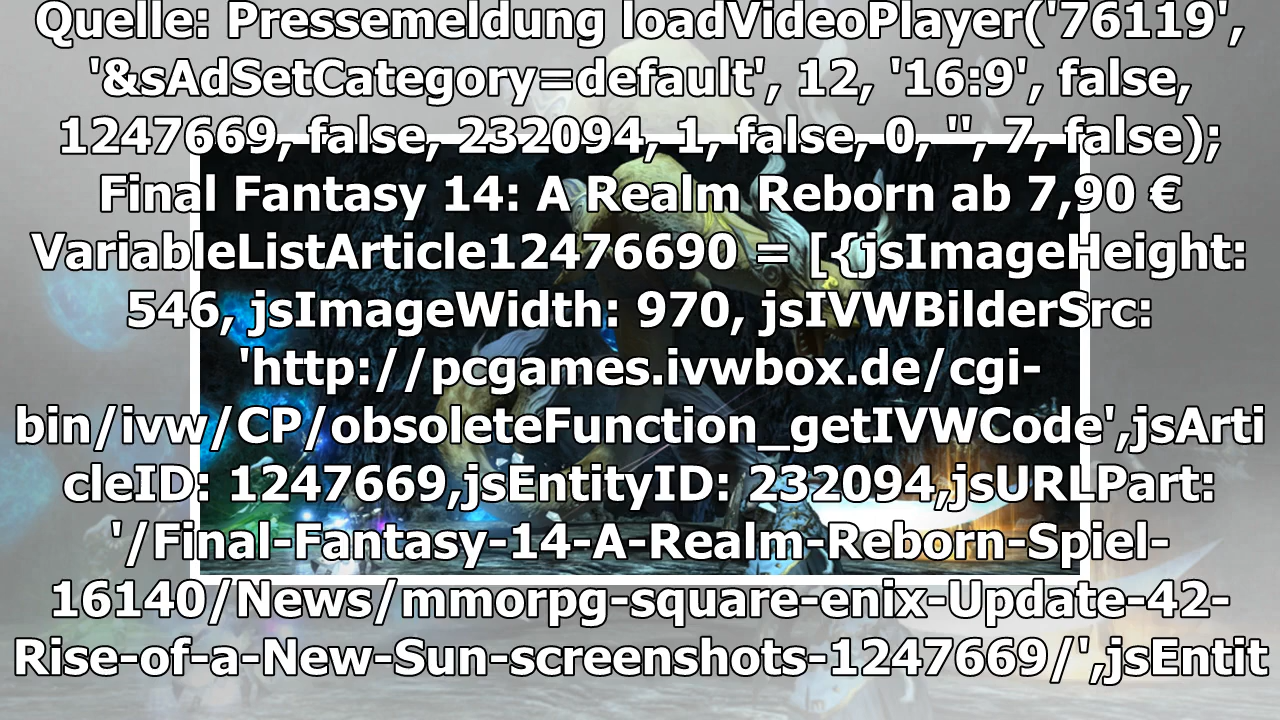 Quelle: Pressemeldung loadVideoPlayer('76119',
'&sAdSetCategory=default', 12, '16:9', false,
1247669, false, 232094, 1, false, 0, '', 7, false);
Final Fantasy 14: A Realm Reborn ab 7,90 €
VariableListArticle12476690 = [{jsImageHeight:
546, jsImageWidth: 970, jsIVWBilderSrc:
'http://pcgames.ivwbox.de/cgi-
bin/ivw/CP/obsoleteFunction_getIVWCode',jsArti
cleID: 1247669,jsEntityID: 232094,jsURLPart:
'/Final-Fantasy-14-A-Realm-Reborn-Spiel-
16140/News/mmorpg-square-enix-Update-42-
Rise-of-a-New-Sun-screenshots-1247669/',jsEntit